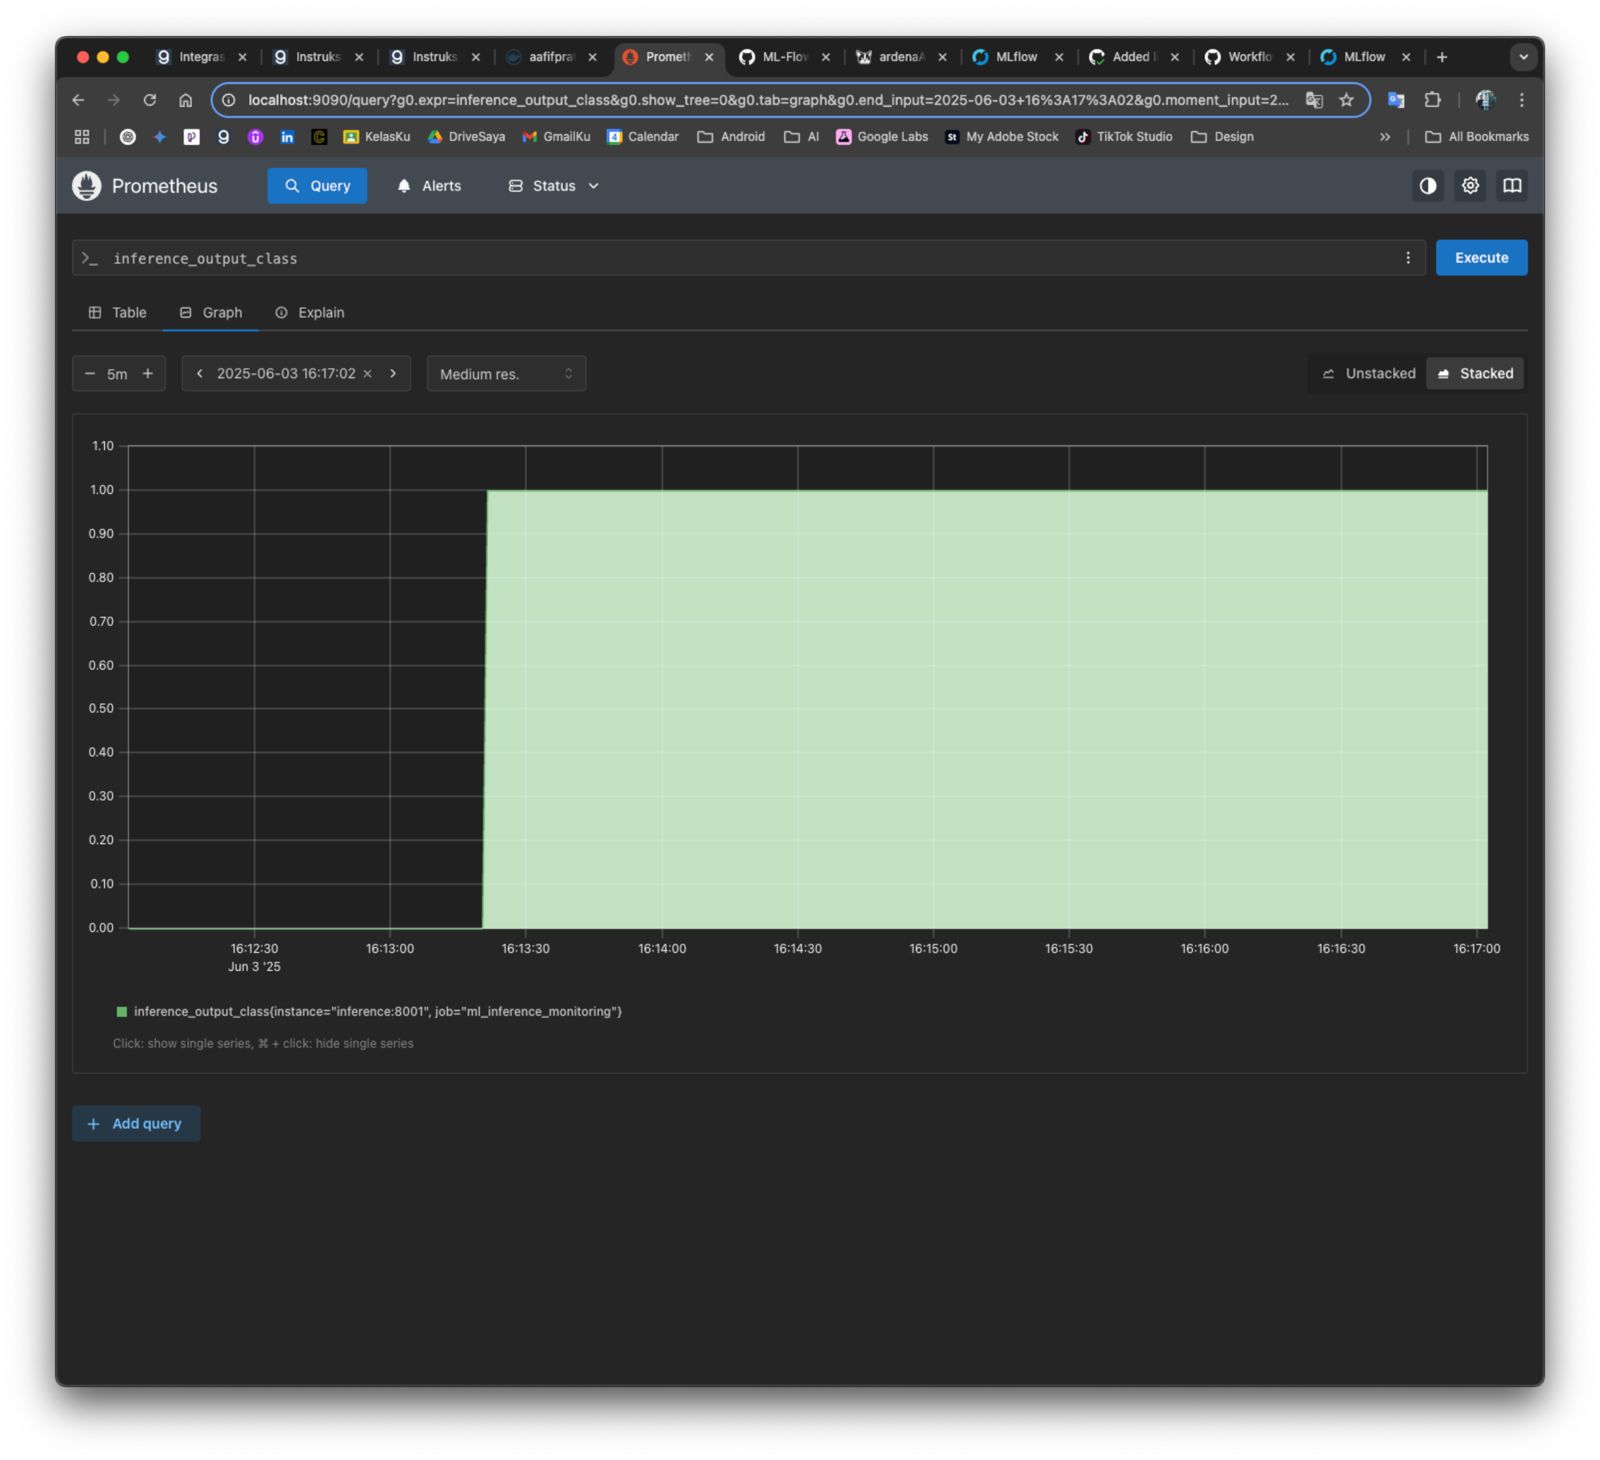 Integras
Instruks
Instruks
aafifprat
Prometh
ML-Flow
ardenaA
MLflow
Added l
Workflo
MLflow
localhost:9090/query?g0.expr=inference_output_class&g0.show_tree=0&g0.tab=graph&g0.end_input=2025-06-03+16%3A17%3A02&g0.moment_input=2...
KelasKu
DriveSaya
GmailKu
Calendar
Android
AI
Google Labs
My Adobe Stock
TikTok Studio
Design
All Bookmarks
Prometheus
Query
Alerts
Status
>_ inference_output_class
Execute
Table
Graph
Explain
− 5m +
2025-06-03 16:17:02
Medium res.
Unstacked
Stacked
1.10
1.00
0.90
0.80
0.70
0.60
0.50
0.40
0.30
0.20
0.10
0.00
16:12:30 16:13:00 16:13:30 16:14:00 16:14:30 16:15:00 16:15:30 16:16:00 16:16:30 16:17:00
Jun 3 '25
inference_output_class{instance="inference:8001", job="ml_inference_monitoring"}
Click: show single series, ⌘ + click: hide single series
+ Add query